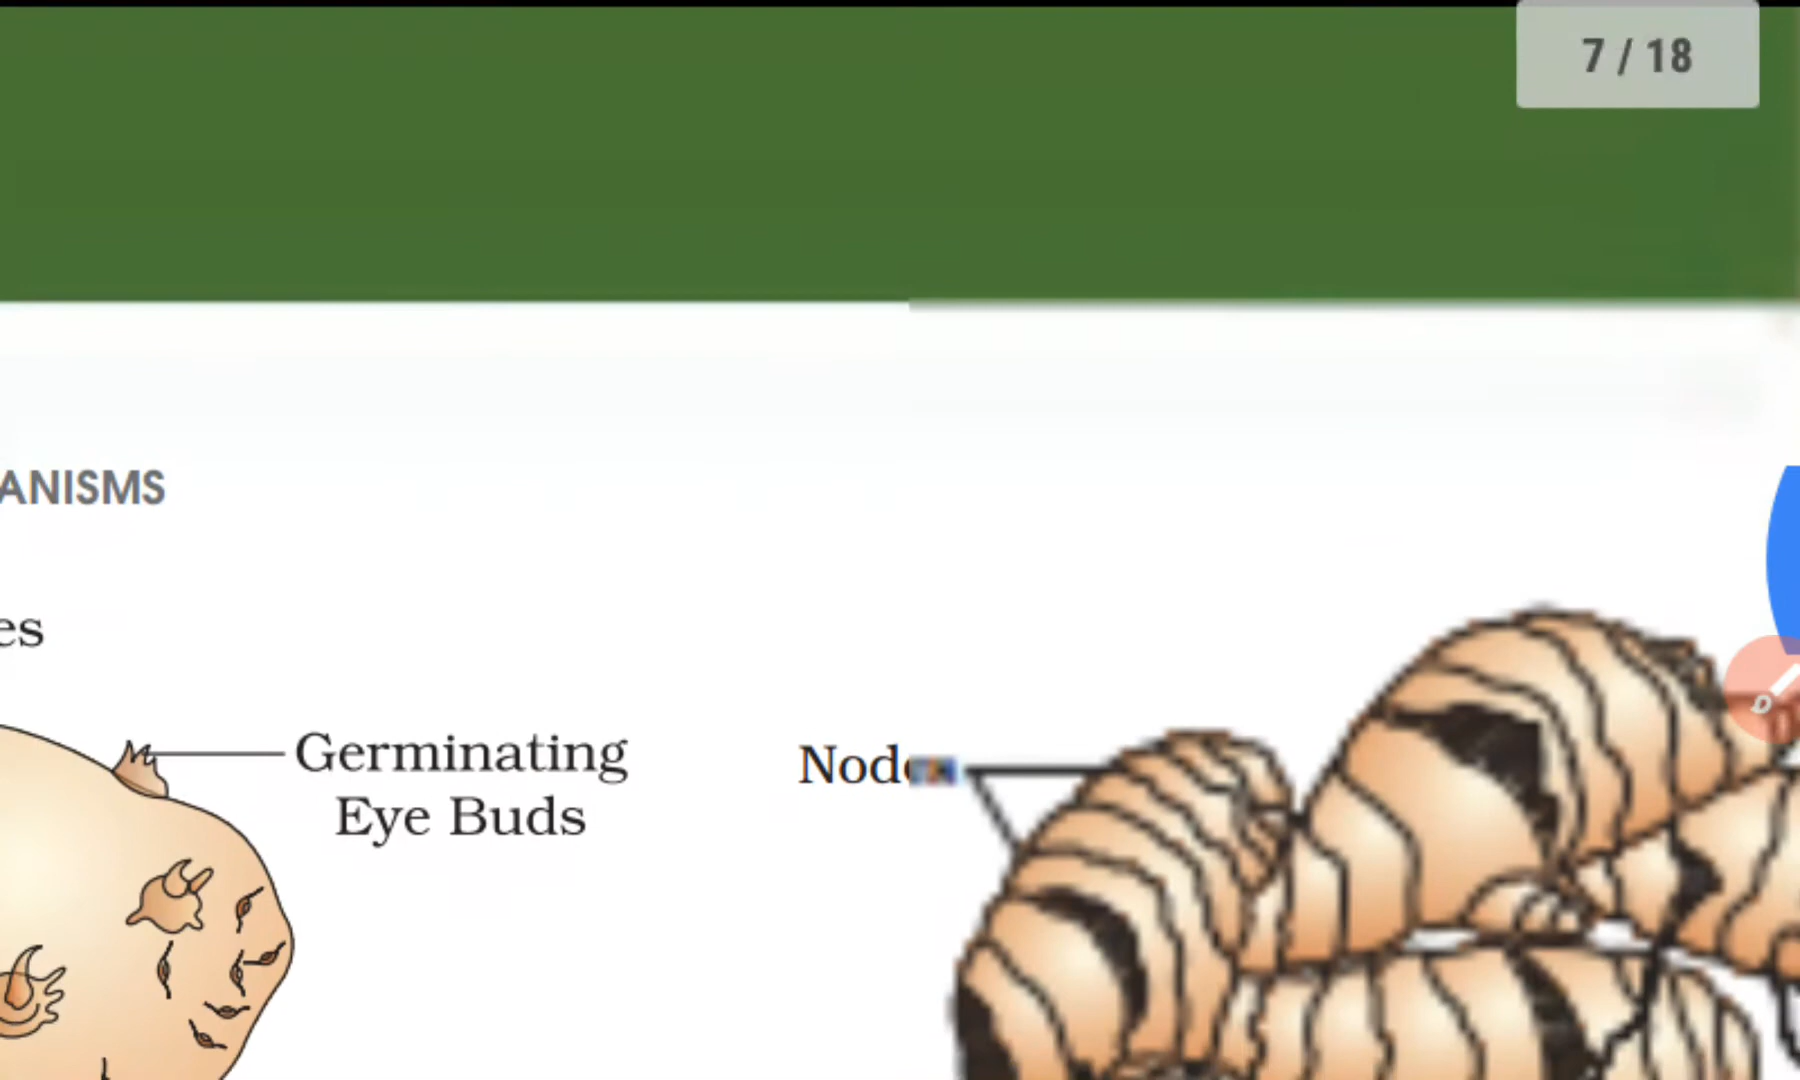 7 / 18
ANISMS
es
Germinating
Eye Buds